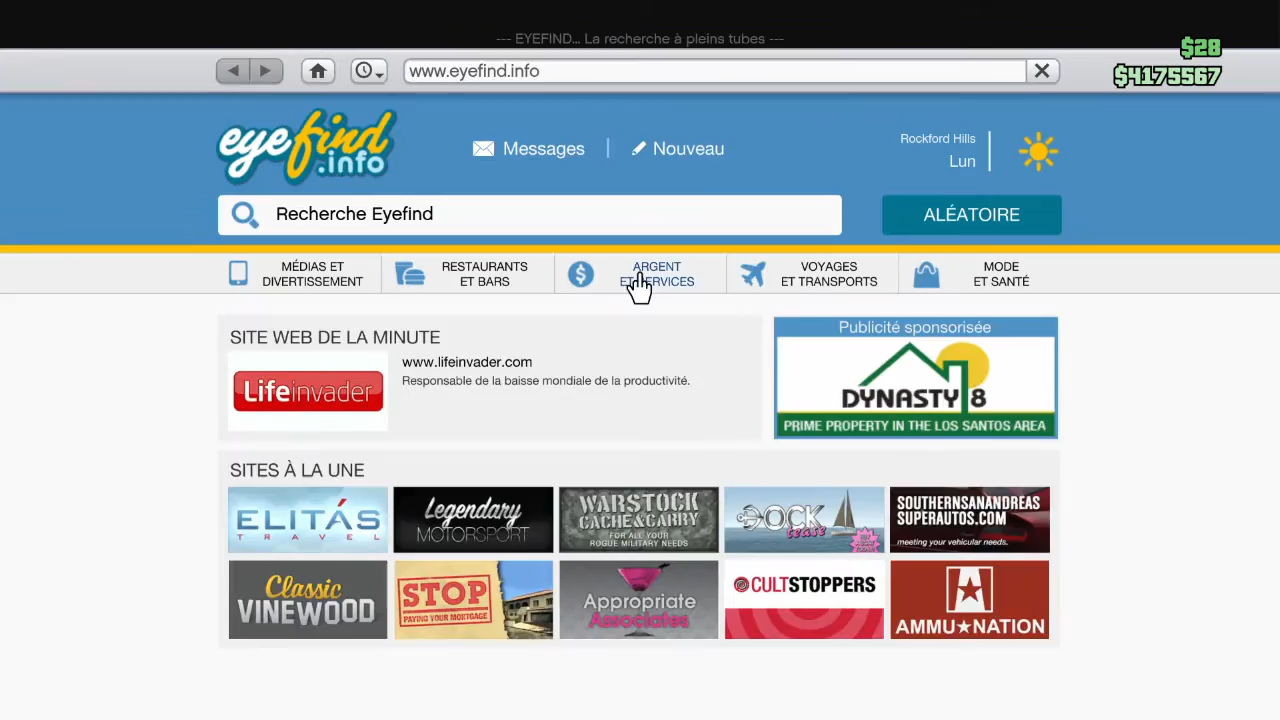 --- EYEFIND... La recherche à pleins tubes ---
$28
www.eyefind.info
$4175567
eyefind
.info
Messages
Nouveau
Rockford Hills
Lun
Recherche Eyefind
ALÉATOIRE
MÉDIAS ET
DIVERTISSEMENT
RESTAURANTS
ET BARS
ARGENT
ET SERVICES
VOYAGES
ET TRANSPORTS
MODE
ET SANTÉ
SITE WEB DE LA MINUTE
Lifeinvader
www.lifeinvader.com
Responsable de la baisse mondiale de la productivité.
Publicité sponsorisée
DYNASTY 8
PRIME PROPERTY IN THE LOS SANTOS AREA
SITES À LA UNE
ELITÁS
TRAVEL
Legendary
MOTORSPORT
WARSTOCK
CACHE&CARRY
FOR ALL YOUR
ROGUE MILITARY NEEDS
DOCK
tease
SOUTHERNSANANDREAS
SUPERAUTOS.COM
meeting your vehicular needs.
Classic
VINEWOOD
STOP
PAYING YOUR MORTGAGE
Appropriate
Associates
CULTSTOPPERS
AMMU★NATION